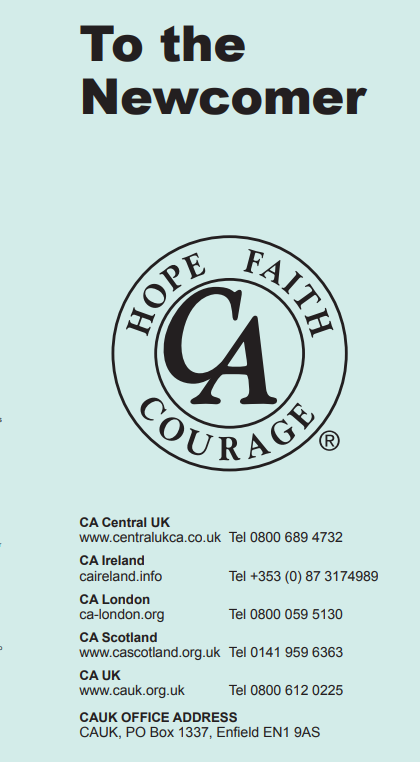 To the
Newcomer
HOPE FAITH
CA
COURAGE
®
CA Central UK
www.centralukca.co.uk Tel 0800 689 4732
CA Ireland
caireland.info Tel +353 (0) 87 3174989
CA London
ca-london.org Tel 0800 059 5130
CA Scotland
www.cascotland.org.uk Tel 0141 959 6363
CA UK
www.cauk.org.uk Tel 0800 612 0225
CAUK OFFICE ADDRESS
CAUK, PO Box 1337, Enfield EN1 9AS